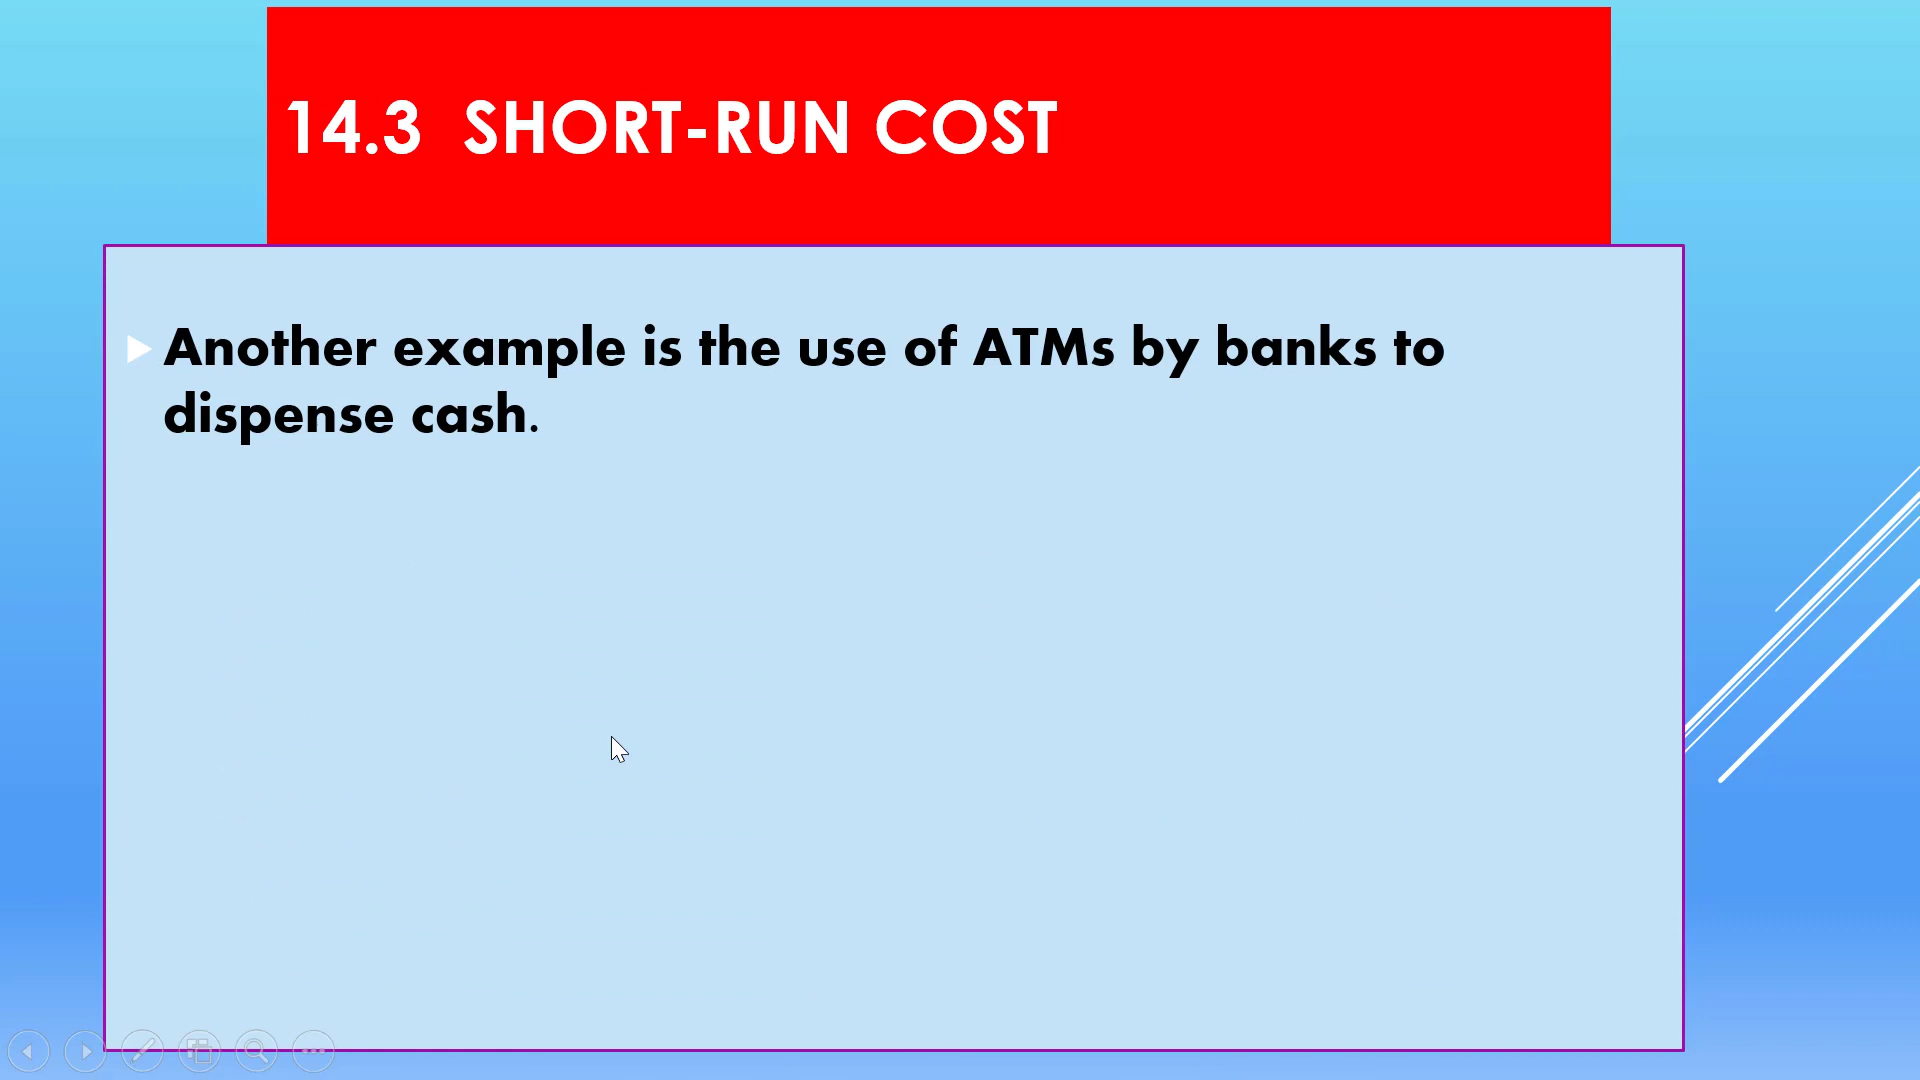 14.3 SHORT-RUN COST
Another example is the use of ATMs by banks to
dispense cash.